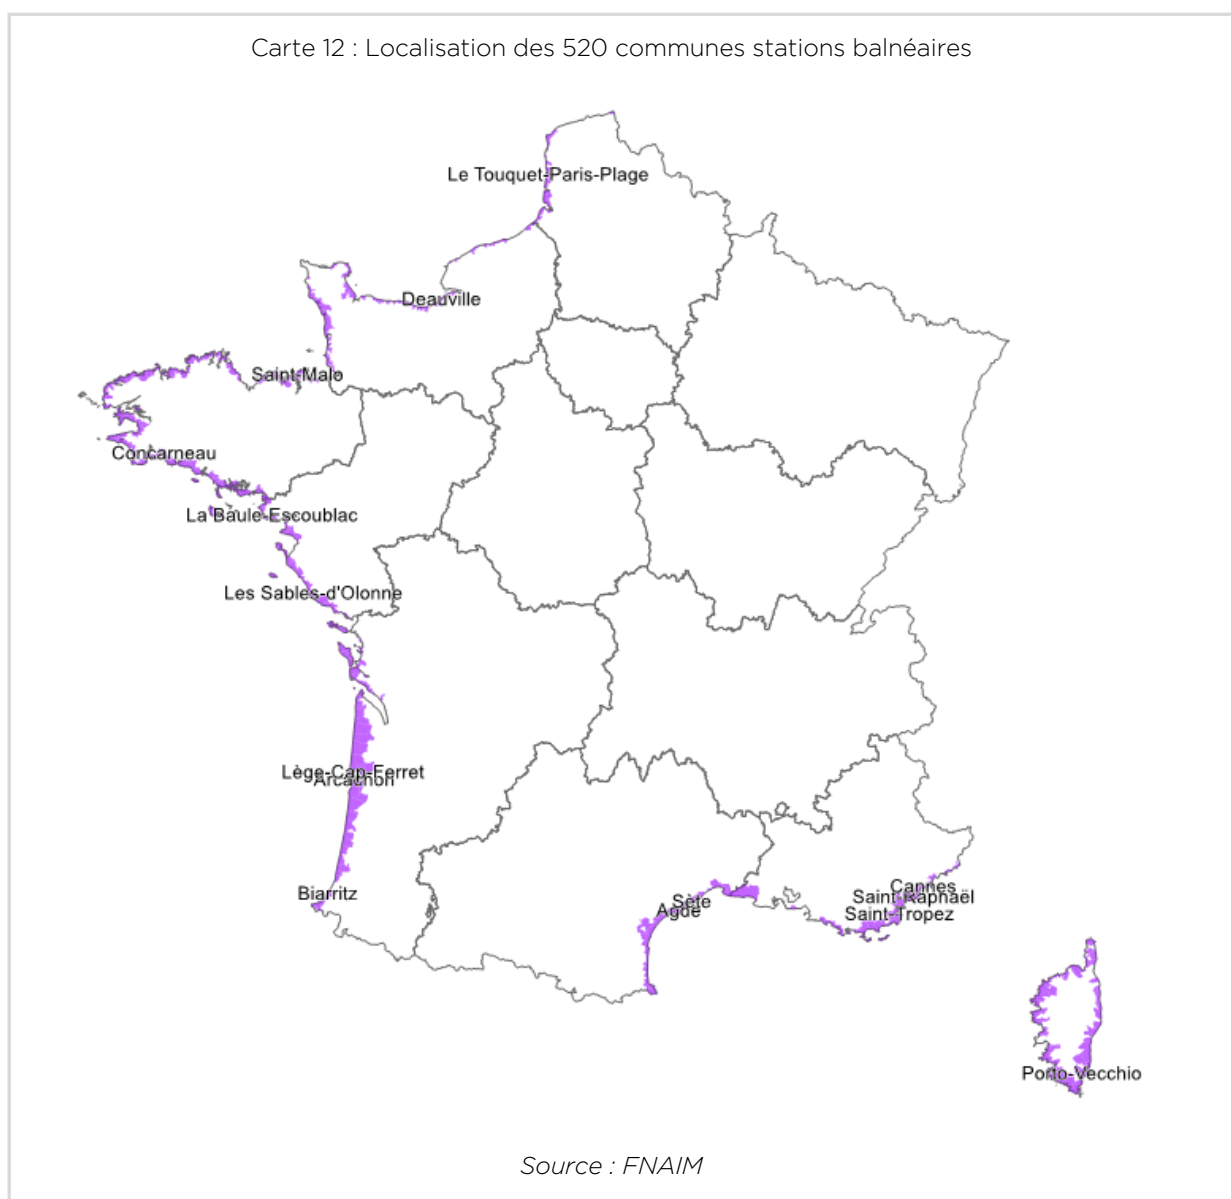 Carte 12 : Localisation des 520 communes stations balnéaires
Le Touquet-Paris-Plage
Deauville
Saint-Malo
Concarneau
La Baule-Escoublac
Les Sables-d'Olonne
Lège-Cap-Ferret
Arcachon
Biarritz
Cannes
Saint-Raphaël
Sète
Agde
Saint-Tropez
Porto-Vecchio
Source : FNAIM